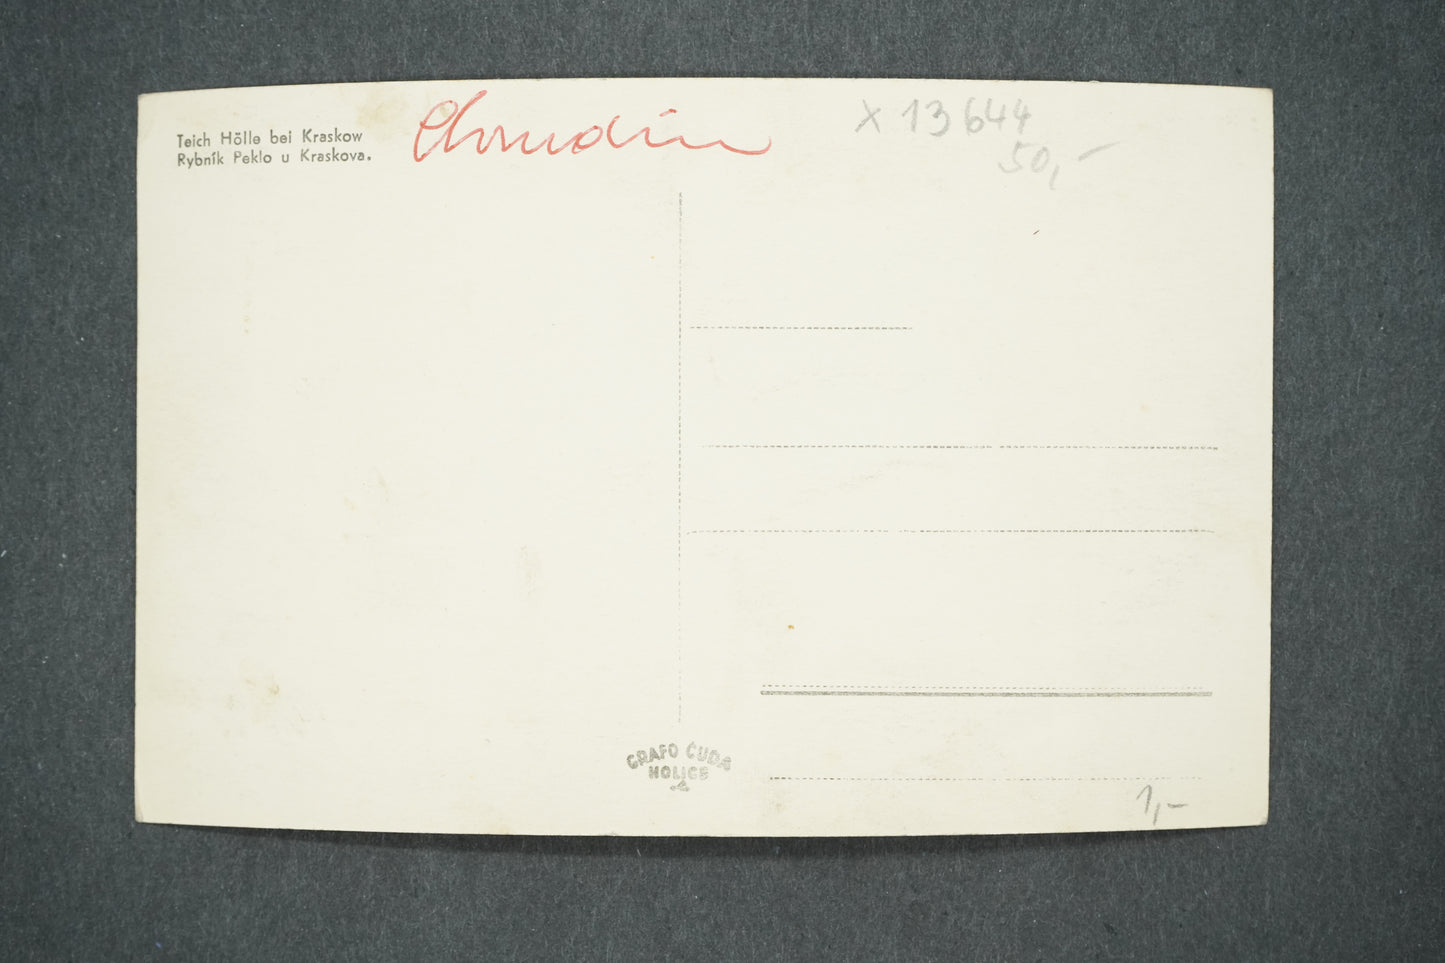 Teich Hölle bei Kraskow
Rybník Peklo u Kraskova.
Chrudim
X 13644
50,-
GRAFO ČUDA
HOLICE
1,-